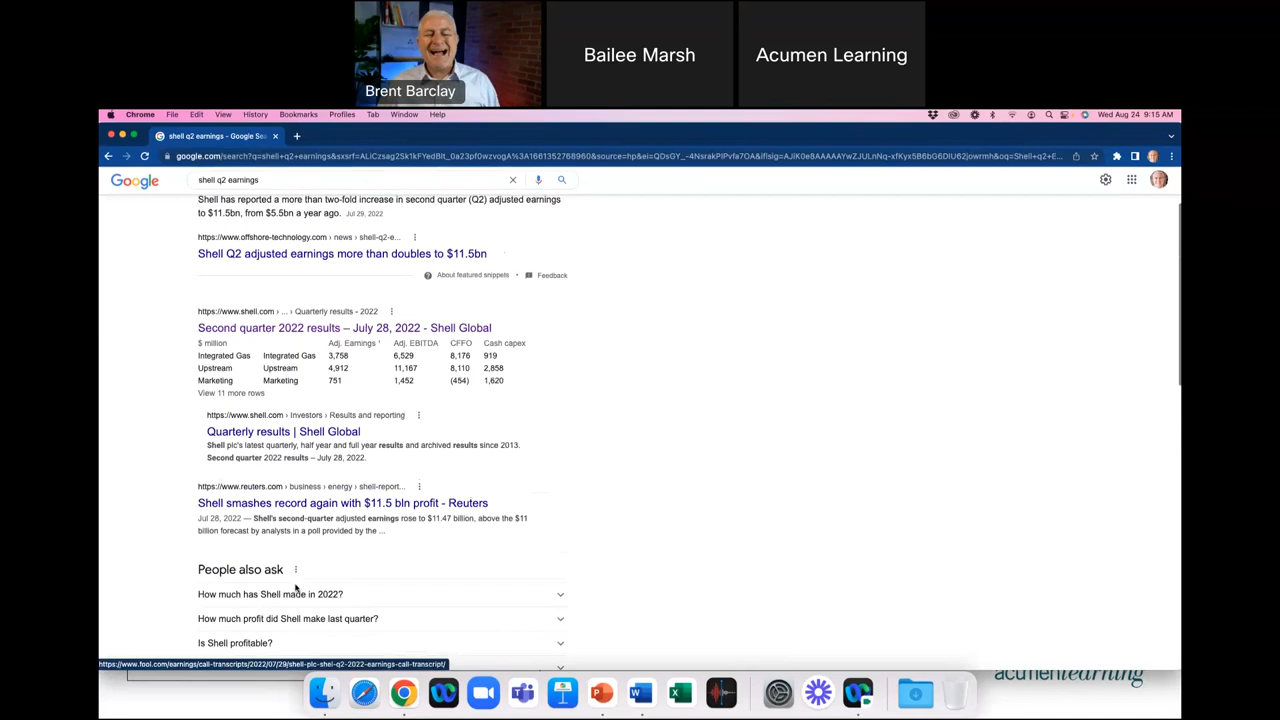 Brent Barclay
Bailee Marsh
Acumen Learning
Chrome File Edit View History Bookmarks Profiles Tab Window Help
Wed Aug 24 9:15 AM
shell q2 earnings - Google Sea
Google
shell q2 earnings
Shell has reported a more than two-fold increase in second quarter (Q2) adjusted earnings
to $11.5bn, from $5.5bn a year ago. Jul 29, 2022
https://www.offshore-technology.com › news › shell-q2-e...
Shell Q2 adjusted earnings more than doubles to $11.5bn
About featured snippets • Feedback
https://www.shell.com › ... › Quarterly results - 2022
Second quarter 2022 results – July 28, 2022 - Shell Global
$ million Adj. Earnings ¹ Adj. EBITDA CFFO Cash capex
Integrated Gas Integrated Gas 3,758 6,529 8,176 919
Upstream Upstream 4,912 11,167 8,110 2,858
Marketing Marketing 751 1,452 (454) 1,620
View 11 more rows
https://www.shell.com › Investors › Results and reporting
Quarterly results | Shell Global
Shell plc's latest quarterly, half year and full year results and archived results since 2013.
Second quarter 2022 results – July 28, 2022.
https://www.reuters.com › business › energy › shell-report...
Shell smashes record again with $11.5 bln profit - Reuters
Jul 28, 2022 — Shell's second-quarter adjusted earnings rose to $11.47 billion, above the $11
billion forecast by analysts in a poll provided by the ...
People also ask
How much has Shell made in 2022?
How much profit did Shell make last quarter?
Is Shell profitable?
https://www.fool.com/earnings/call-transcripts/2022/07/29/shell-plc-shel-q2-2022-earnings-call-transcript/
acumenlearning